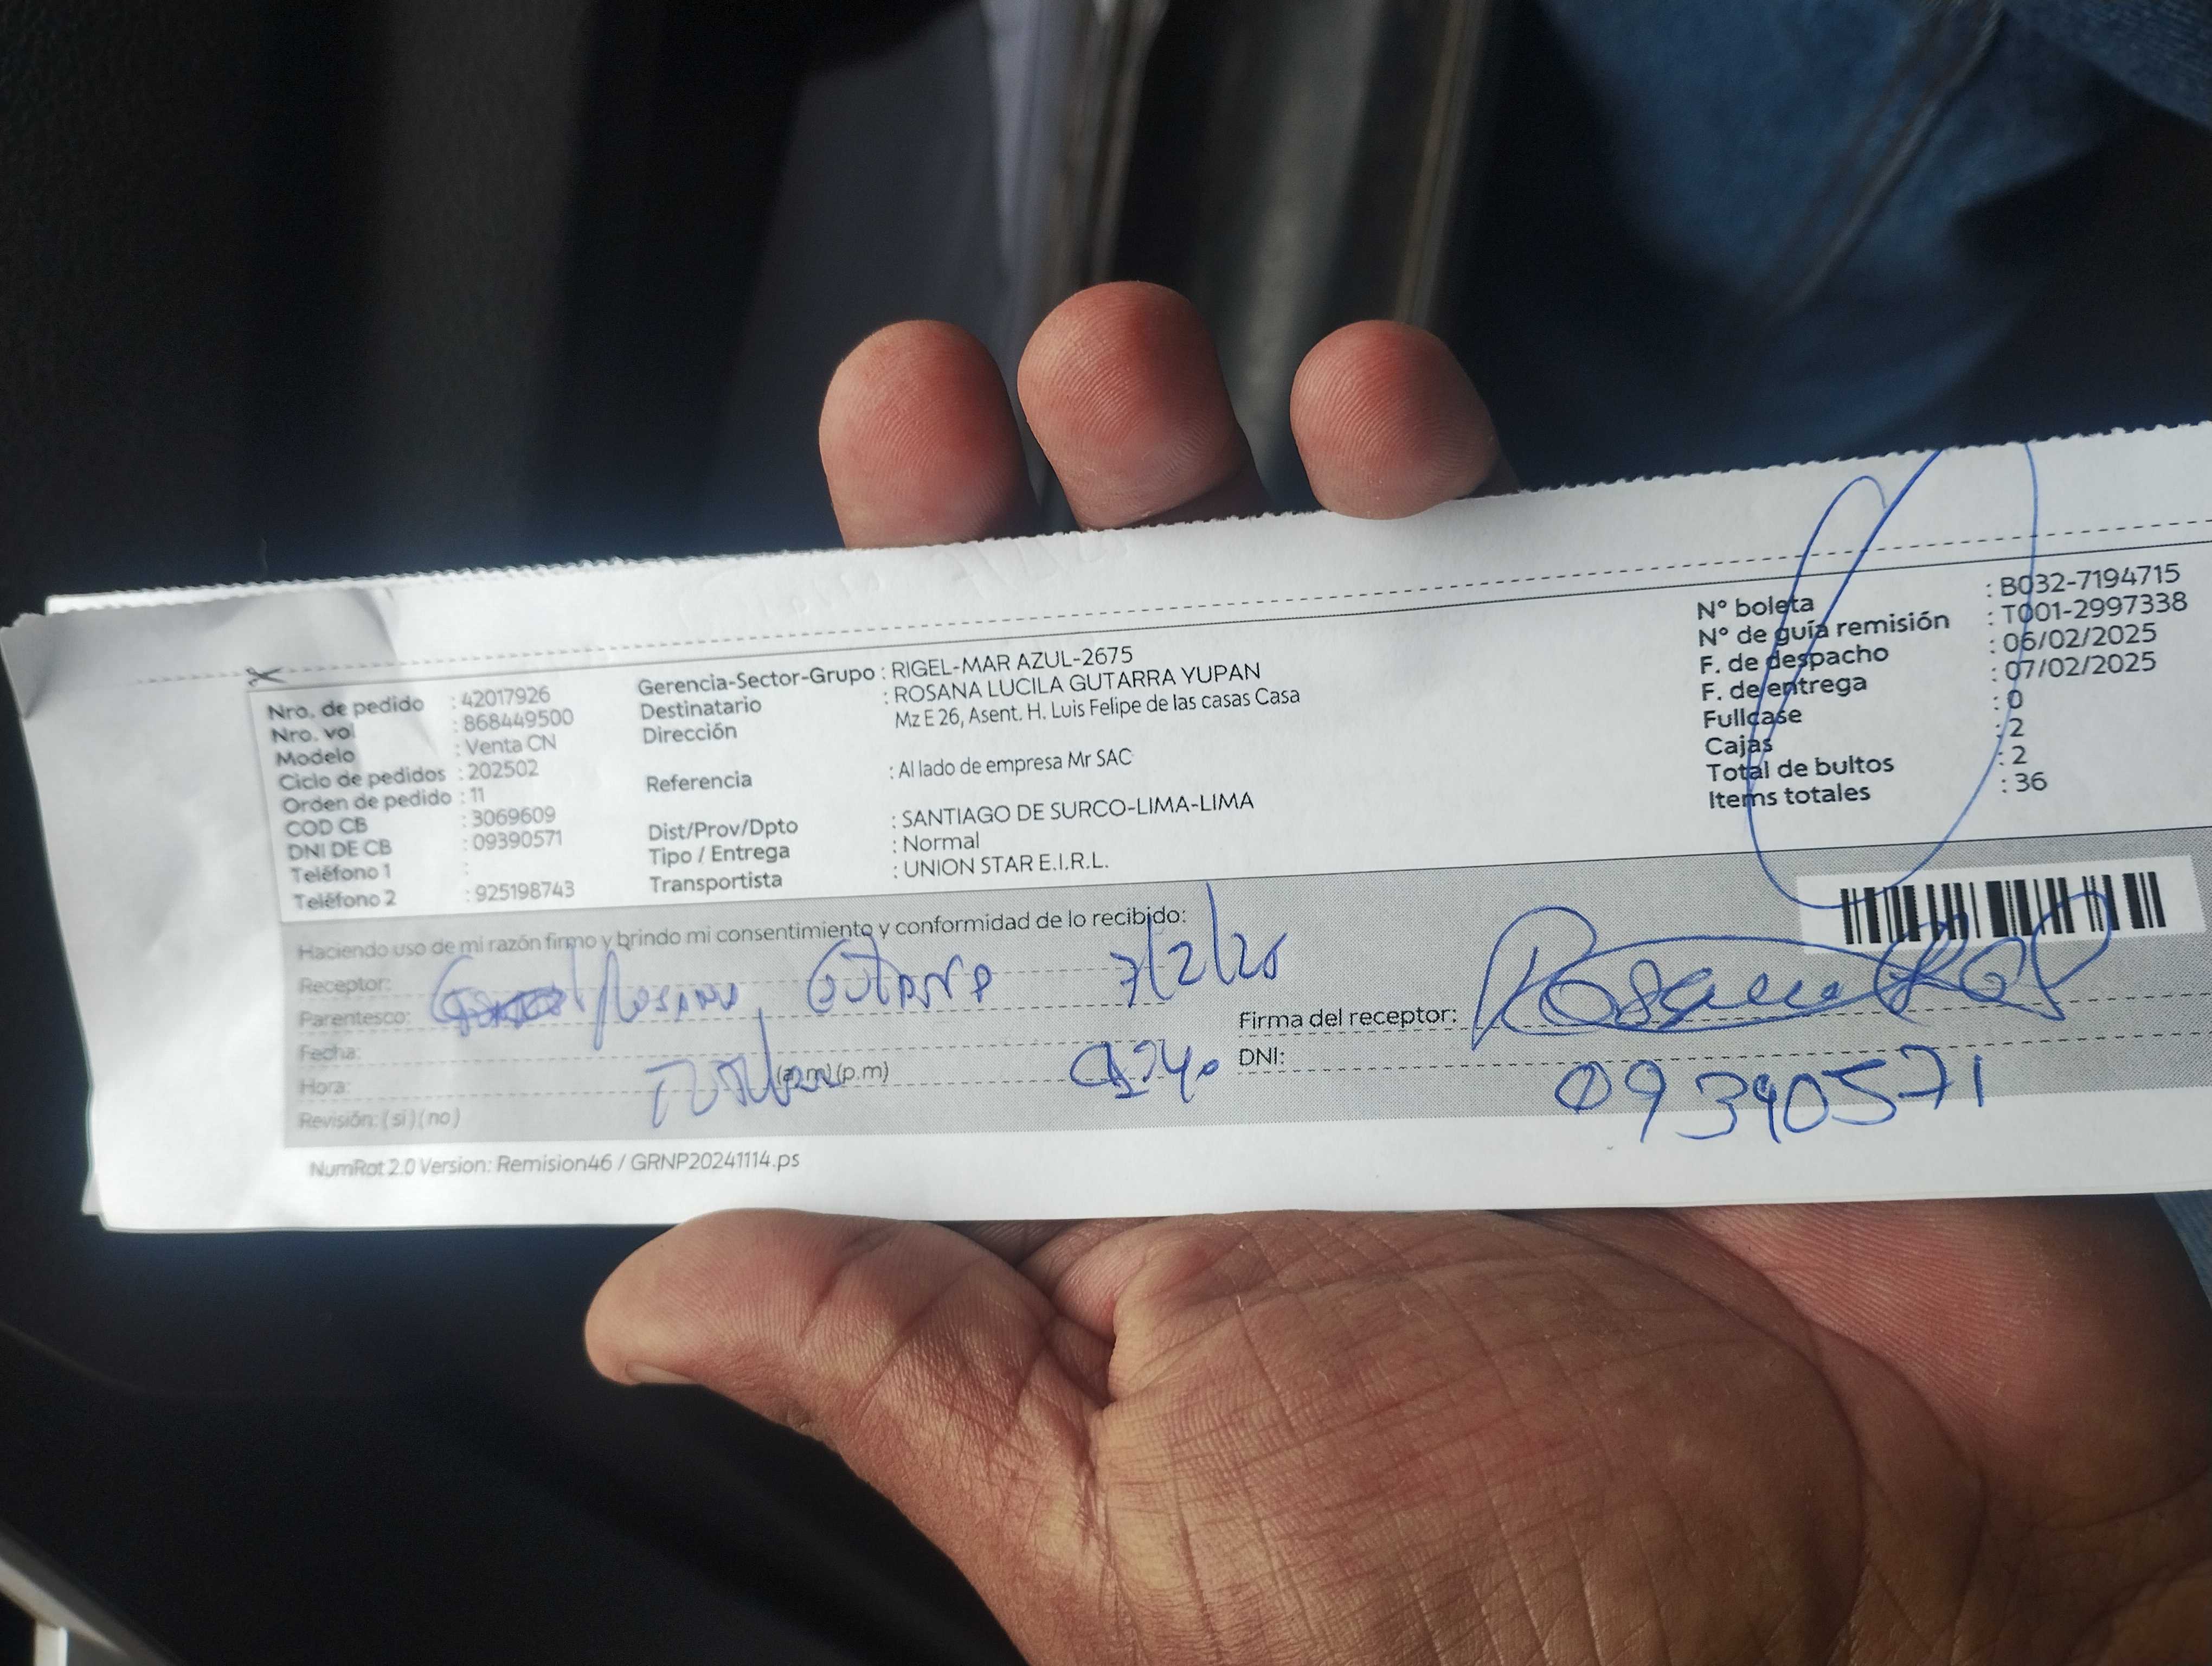 Nro. de pedido : 42017926
Nro. vol : 868449500
Modelo : Venta CN
Ciclo de pedidos : 202502
Orden de pedido : 11
COD CB : 3069609
DNI DE CB : 09390571
Teléfono 1 :
Teléfono 2 : 925198743
Gerencia-Sector-Grupo : RIGEL-MAR AZUL-2675
Destinatario : ROSANA LUCILA GUTARRA YUPAN
Dirección Mz E 26, Asent. H. Luis Felipe de las casas Casa
Referencia : Al lado de empresa Mr SAC
Dist/Prov/Dpto : SANTIAGO DE SURCO-LIMA-LIMA
Tipo / Entrega : Normal
Transportista : UNION STAR E.I.R.L.
N° boleta : B032-7194715
N° de guía remisión : T001-2997338
F. de despacho : 06/02/2025
F. de entrega : 07/02/2025
Fullcase : 0
Cajas : 2
Total de bultos : 2
Items totales : 36
Haciendo uso de mi razón firmo y brindo mi consentimiento y conformidad de lo recibido:
Receptor:
Parentesco: Rosana Gutarra 7/2/25
Fecha:
Hora: (a.m) (p.m)
Revisión: ( si ) ( no )
Firma del receptor: Rosana
DNI: 09390571
NumRot 2.0 Version: Remision46 / GRNP20241114.ps